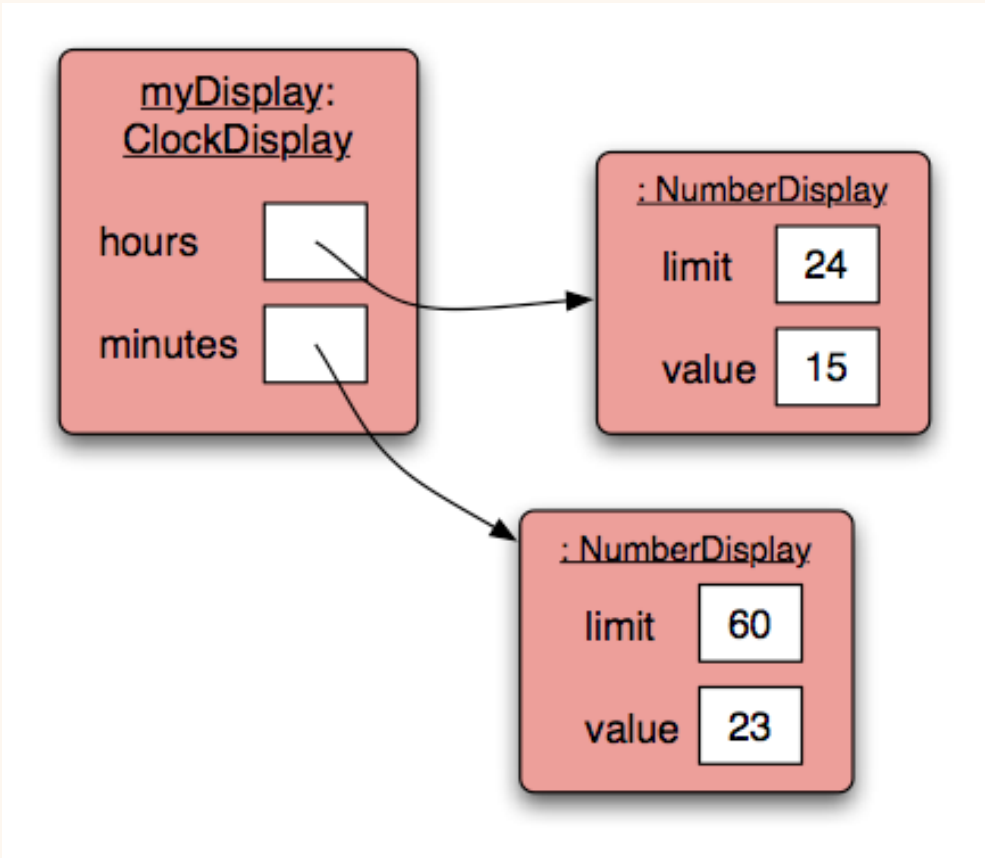 myDisplay:
ClockDisplay
hours
minutes
: NumberDisplay
limit 24
value 15
: NumberDisplay
limit 60
value 23